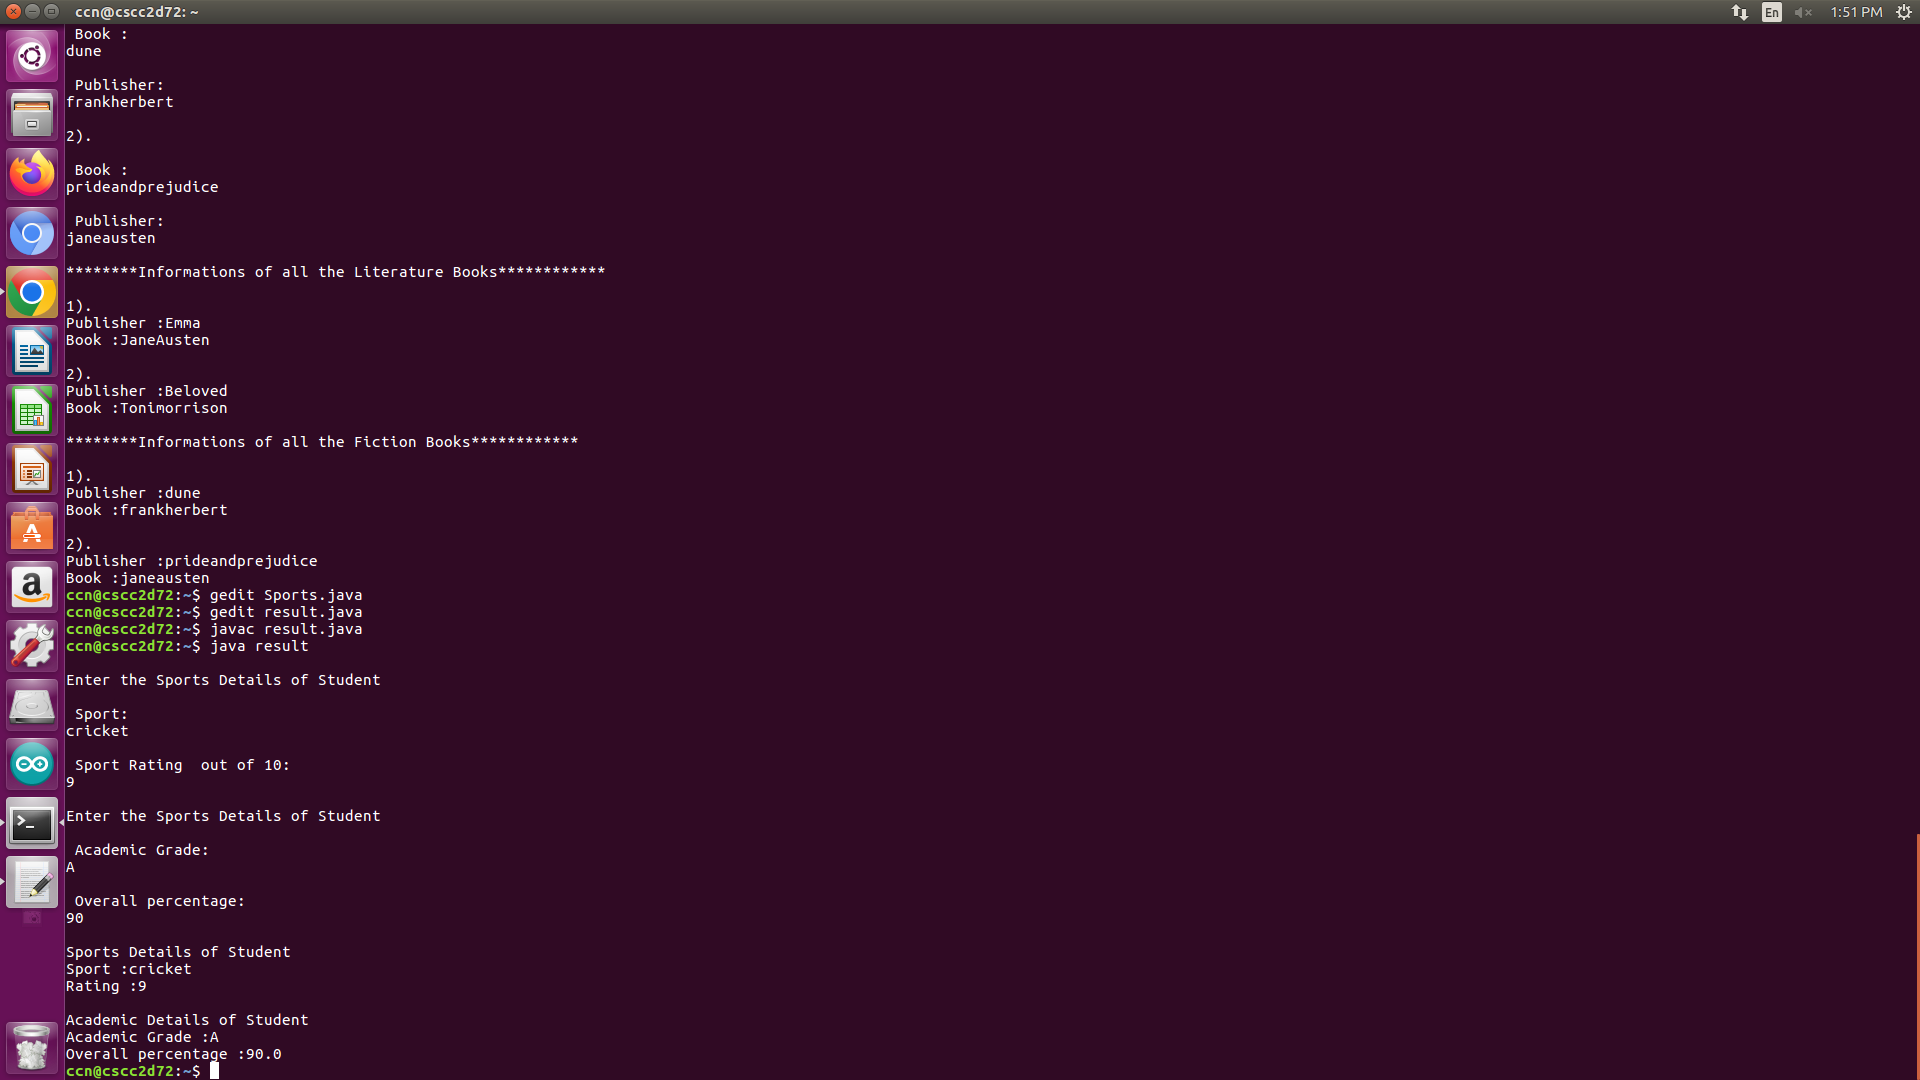 ccn@cscc2d72: ~
En
1:51 PM
Book :
dune
Publisher:
frankherbert
2).
Book :
prideandprejudice
Publisher:
janeausten
********Informations of all the Literature Books************
1).
Publisher :Emma
Book :JaneAusten
2).
Publisher :Beloved
Book :Tonimorrison
********Informations of all the Fiction Books************
1).
Publisher :dune
Book :frankherbert
2).
Publisher :prideandprejudice
Book :janeausten
ccn@cscc2d72:~$ gedit Sports.java
ccn@cscc2d72:~$ gedit result.java
ccn@cscc2d72:~$ javac result.java
ccn@cscc2d72:~$ java result
Enter the Sports Details of Student
Sport:
cricket
Sport Rating  out of 10:
9
Enter the Sports Details of Student
Academic Grade:
A
Overall percentage:
90
Sports Details of Student
Sport :cricket
Rating :9
Academic Details of Student
Academic Grade :A
Overall percentage :90.0
ccn@cscc2d72:~$